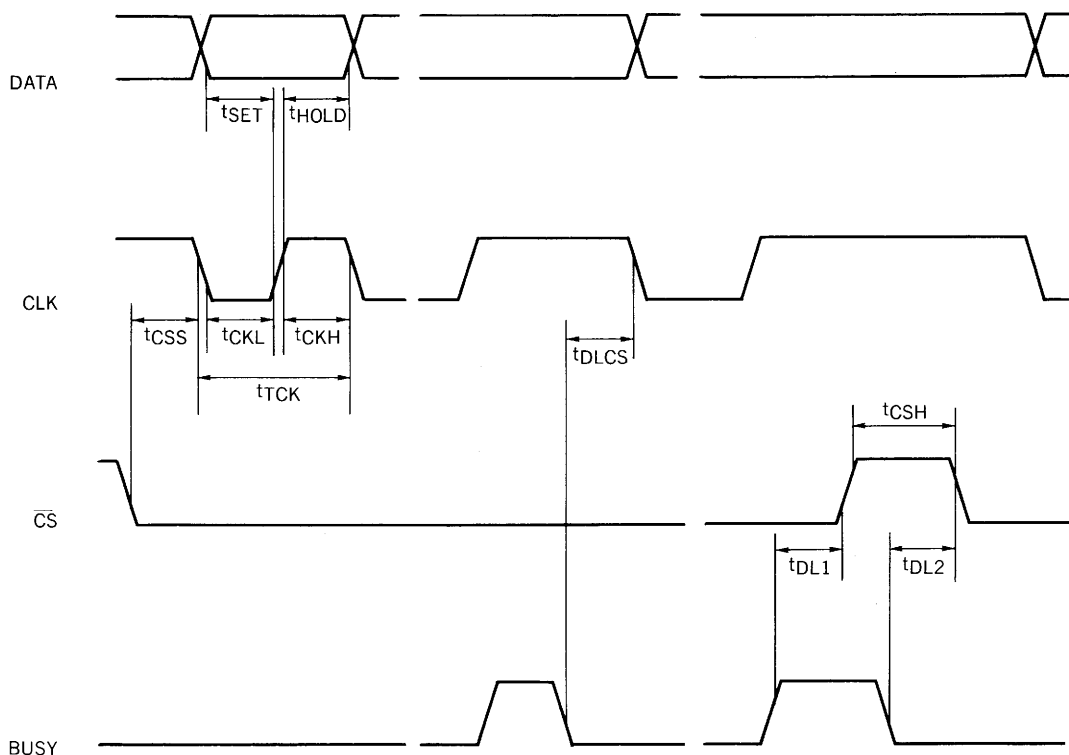 DATA
tSET tHOLD
CLK
tCSS tCKL tCKH
tDLCS
tTCK
tCSH
CS
tDL1 tDL2
BUSY